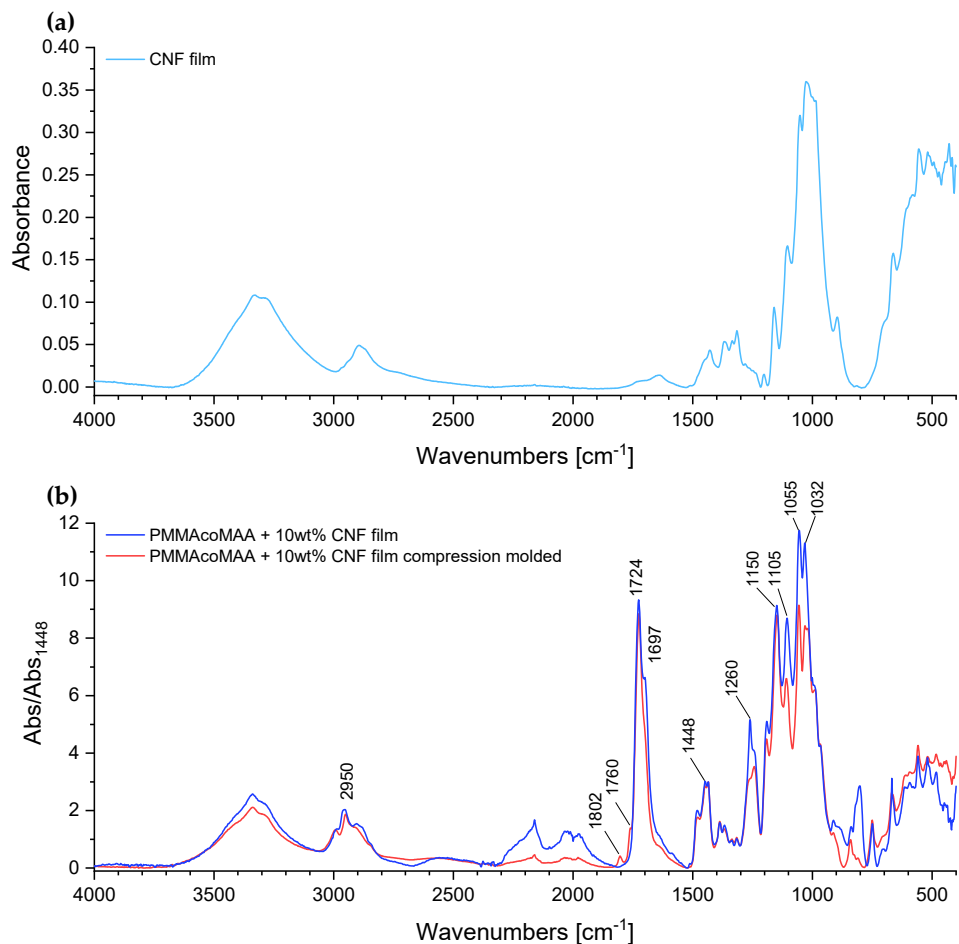 (a)
CNF film
0.40
0.35
0.30
0.25
0.20
0.15
0.10
0.05
0.00
Absorbance
4000 3500 3000 2500 2000 1500 1000 500
Wavenumbers [cm⁻¹]
(b)
PMMAcoMAA + 10wt% CNF film
PMMAcoMAA + 10wt% CNF film compression molded
12
10
8
6
4
2
0
Abs/Abs₁₄₄₈
2950
1802
1760
1724
1697
1448
1260
1150
1105
1055
1032
4000 3500 3000 2500 2000 1500 1000 500
Wavenumbers [cm⁻¹]